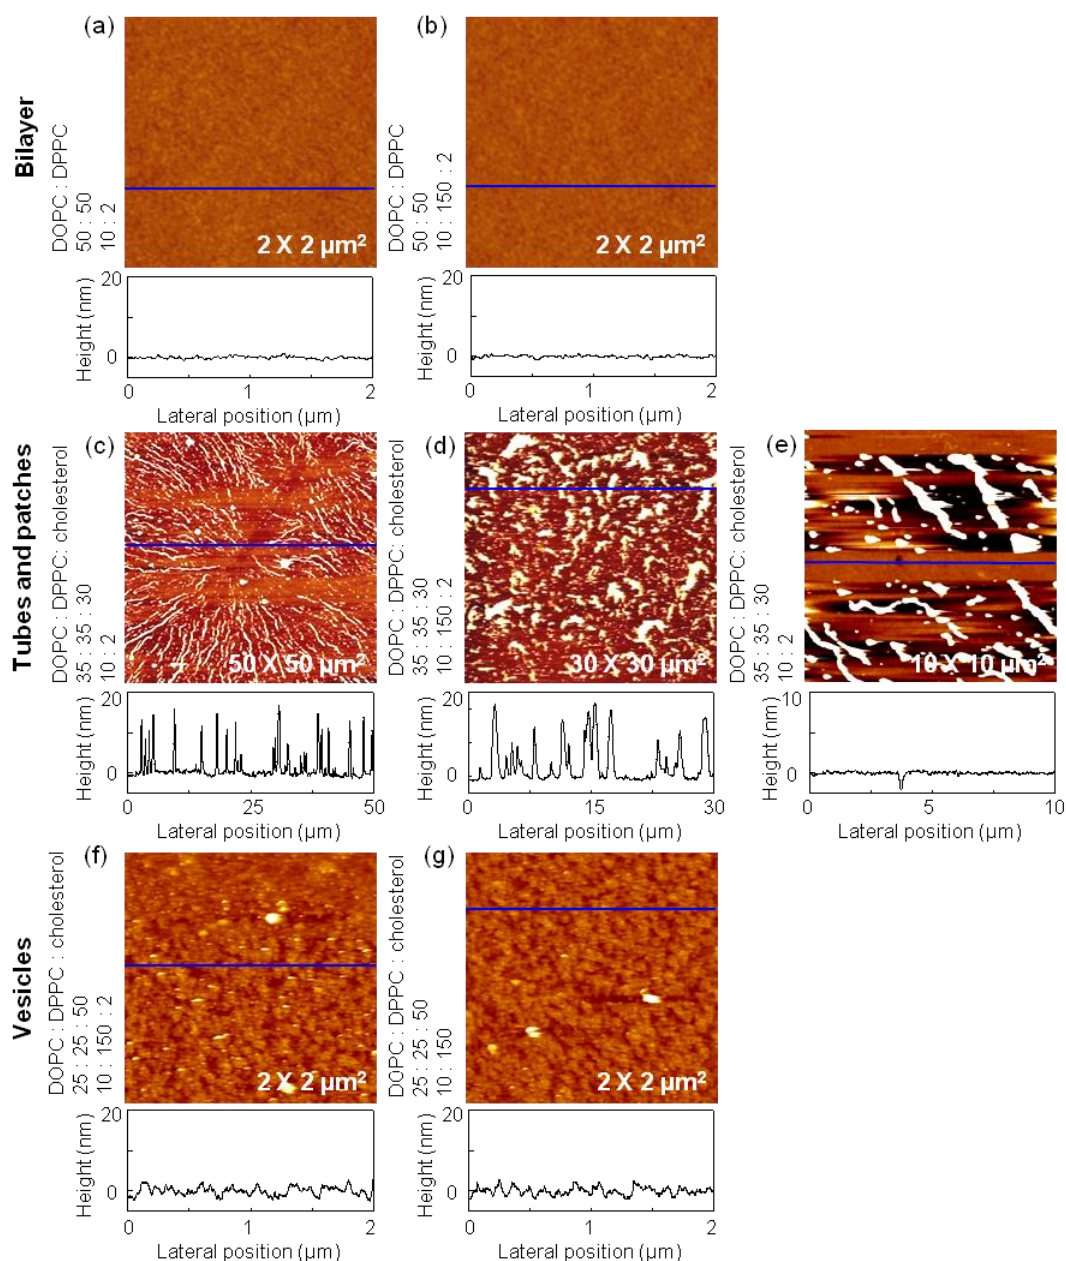 Bilayer
(a)
DOPC : DPPC
50 : 50
10 : 2
2 X 2 µm²
Height (nm)
20
0
0 1 2
Lateral position (µm)
(b)
DOPC : DPPC
50 : 50
10 : 150 : 2
2 X 2 µm²
Height (nm)
20
0
0 1 2
Lateral position (µm)
Tubes and patches
(c)
DOPC : DPPC: cholesterol
35 : 35 : 30
10 : 2
50 X 50 µm²
Height (nm)
20
0
0 25 50
Lateral position (µm)
(d)
DOPC : DPPC: cholesterol
35 : 35 : 30
10 : 150 : 2
30 X 30 µm²
Height (nm)
20
0
0 15 30
Lateral position (µm)
(e)
DOPC : DPPC: cholesterol
35 : 35 : 30
10 : 2
10 X 10 µm²
Height (nm)
10
0
0 5 10
Lateral position (µm)
Vesicles
(f)
DOPC : DPPC : cholesterol
25 : 25 : 50
10 : 150 : 2
2 X 2 µm²
Height (nm)
20
0
0 1 2
Lateral position (µm)
(g)
DOPC : DPPC : cholesterol
25 : 25 : 50
10 : 150
2 X 2 µm²
Height (nm)
20
0
0 1 2
Lateral position (µm)